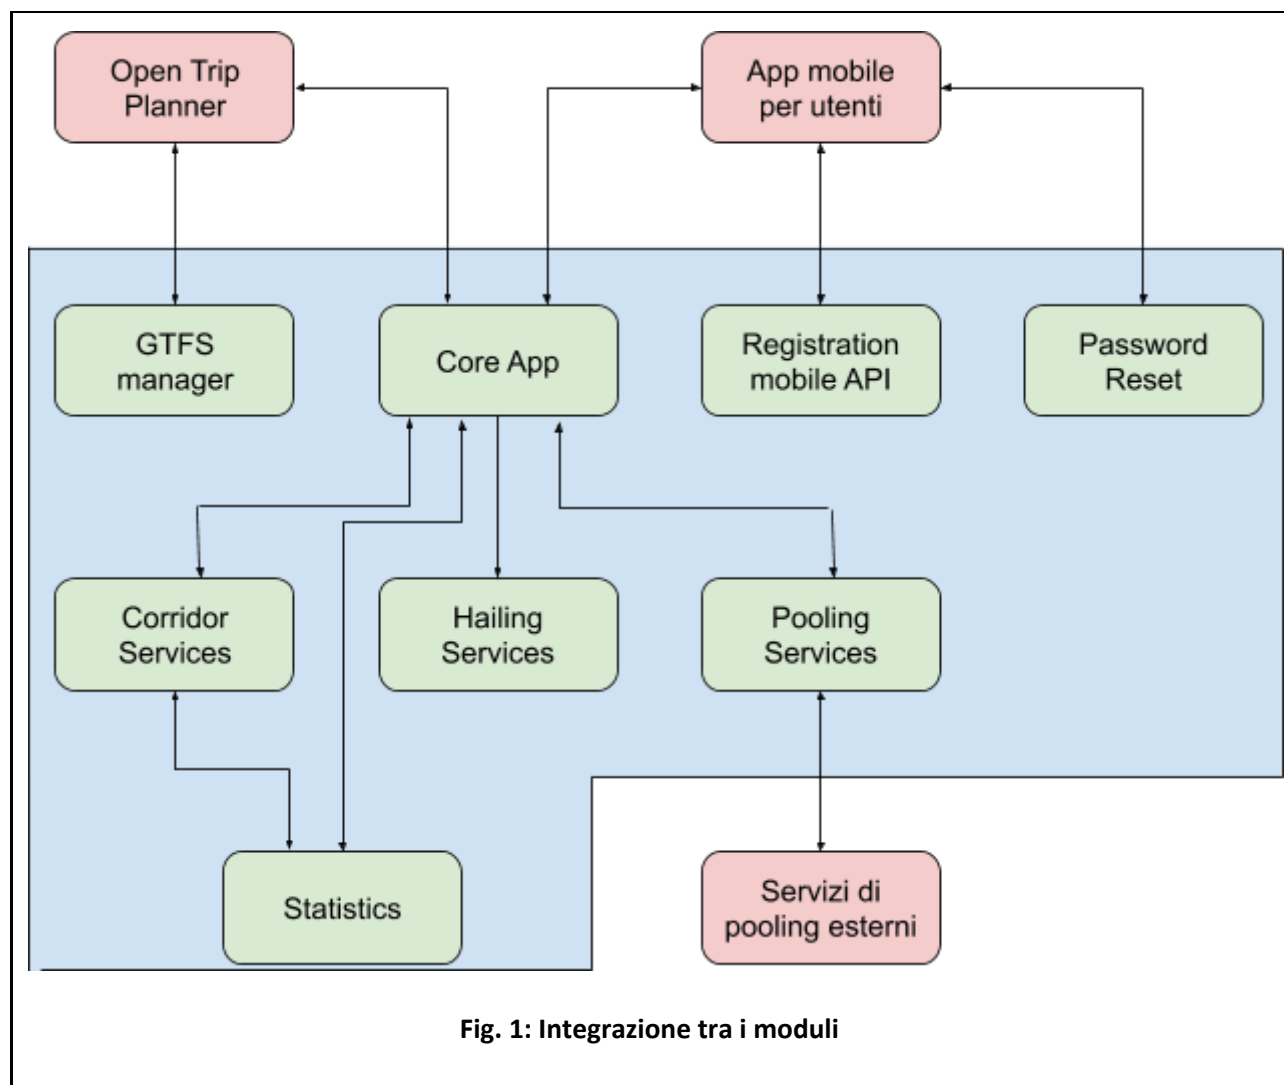 Open Trip
Planner
App mobile
per utenti
GTFS
manager
Core App
Registration
mobile API
Password
Reset
Corridor
Services
Hailing
Services
Pooling
Services
Statistics
Servizi di
pooling esterni
Fig. 1: Integrazione tra i moduli